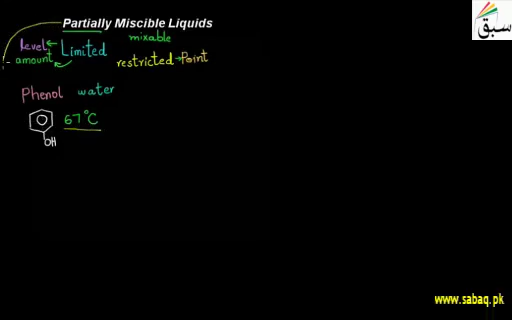 Partially Miscible Liquids
mixable
level Limited
amount restricted Point
Phenol water
67°C
OH
سبق
www.sabaq.pk